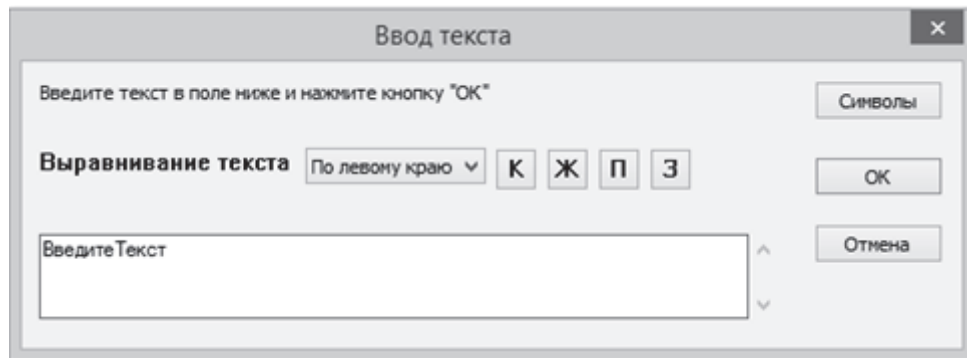 Ввод текста
Введите текст в поле ниже и нажмите кнопку "ОК"
Символы
Выравнивание текста По левому краю К Ж П З
ОК
ВведитеТекст
Отмена